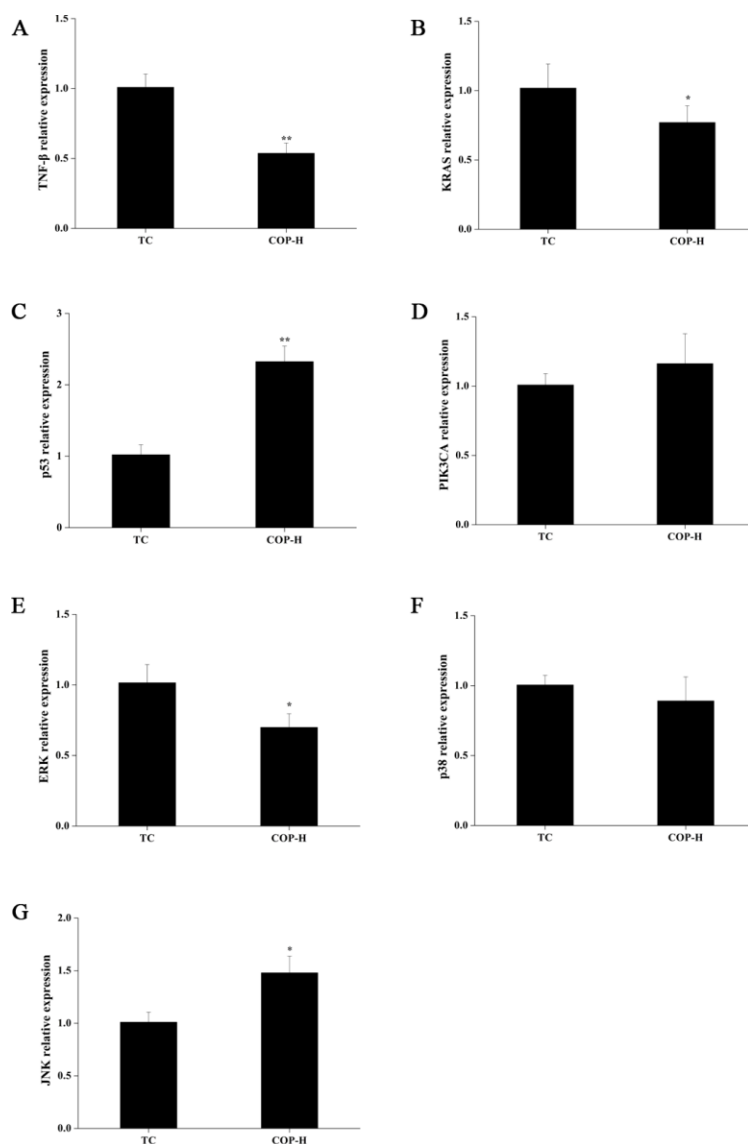 A
TNF-β relative expression
1.5
1.0
0.5
0.0
**
TC
COP-H
B
KRAS relative expression
1.5
1.0
0.5
0.0
*
TC
COP-H
C
p53 relative expression
3
2
1
0
**
TC
COP-H
D
PIK3CA relative expression
1.5
1.0
0.5
0.0
TC
COP-H
E
ERK relative expression
1.5
1.0
0.5
0.0
*
TC
COP-H
F
p38 relative expression
1.5
1.0
0.5
0.0
TC
COP-H
G
JNK relative expression
2.0
1.5
1.0
0.5
0.0
*
TC
COP-H